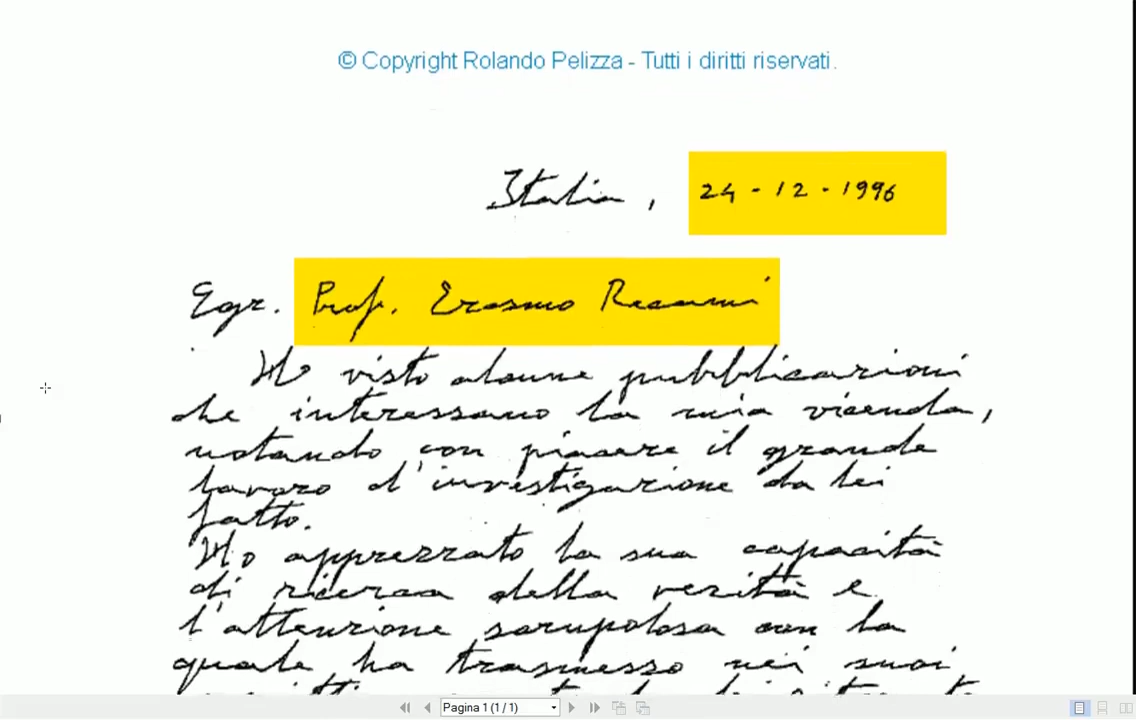 © Copyright Rolando Pelizza - Tutti i diritti riservati.
Italia, 24-12-1996
Egr. Prof. Erasmo Recami
Ho visto alcune pubblicazioni
che interessano la mia vicenda,
notando con piacere il grande
lavoro d'investigazione da lei
fatto.
Ho apprezzato la sua capacità
di ricerca della verità e
l'attenzione scrupolosa con la
quale ha trasmesso nei suoi
Pagina 1 (1 / 1)